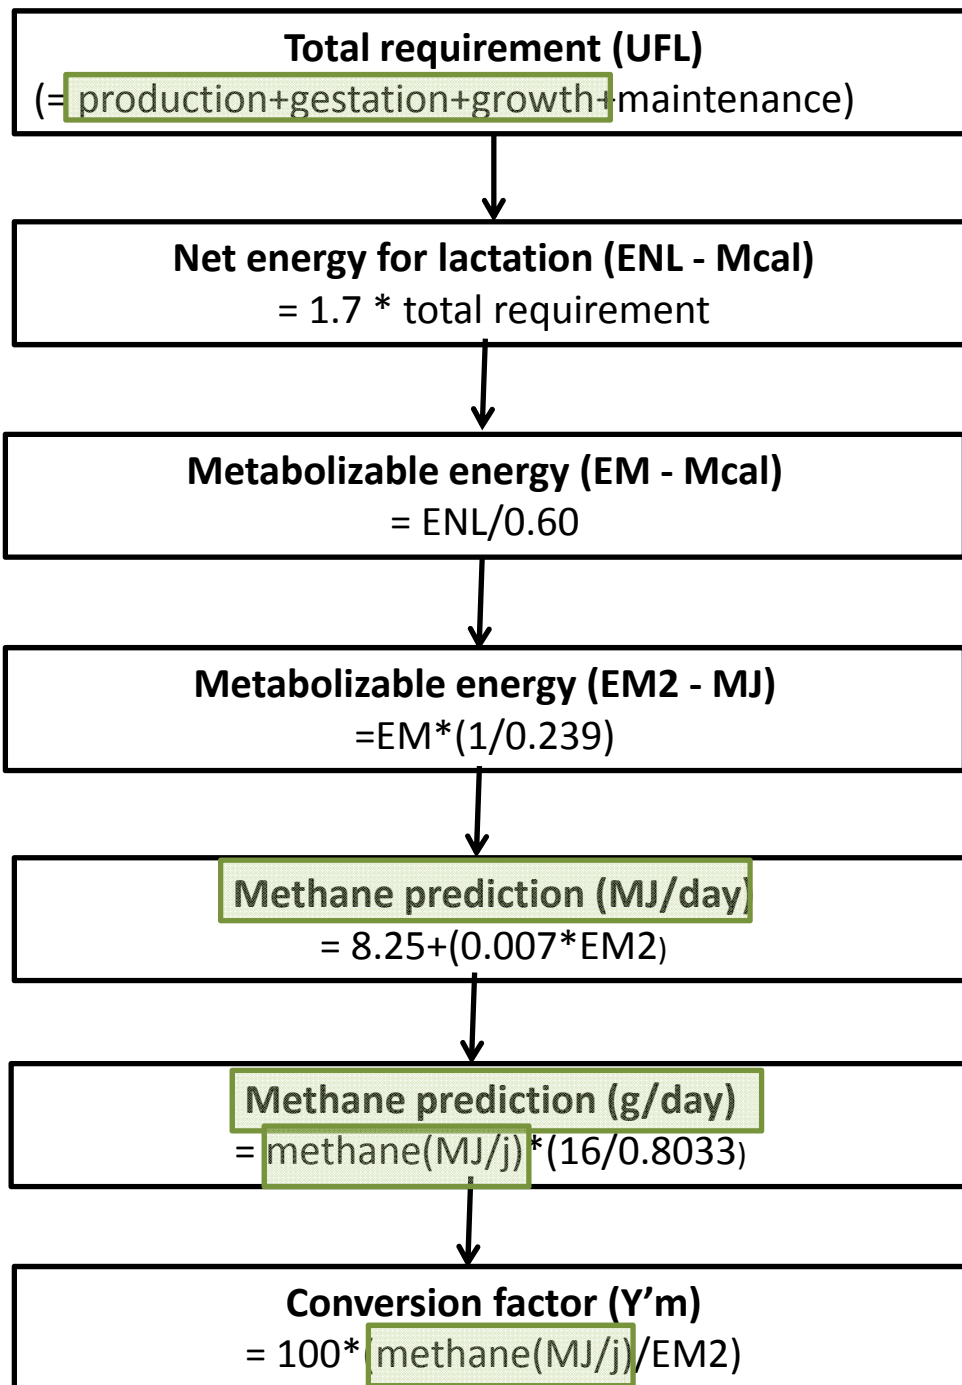 Total requirement (UFL)
(= production+gestation+growth+maintenance)
Net energy for lactation (ENL - Mcal)
= 1.7 * total requirement
Metabolizable energy (EM - Mcal)
= ENL/0.60
Metabolizable energy (EM2 - MJ)
=EM*(1/0.239)
Methane prediction (MJ/day)
= 8.25+(0.007*EM2)
Methane prediction (g/day)
= methane(MJ/j)*(16/0.8033)
Conversion factor (Y’m)
= 100*(methane(MJ/j)/EM2)